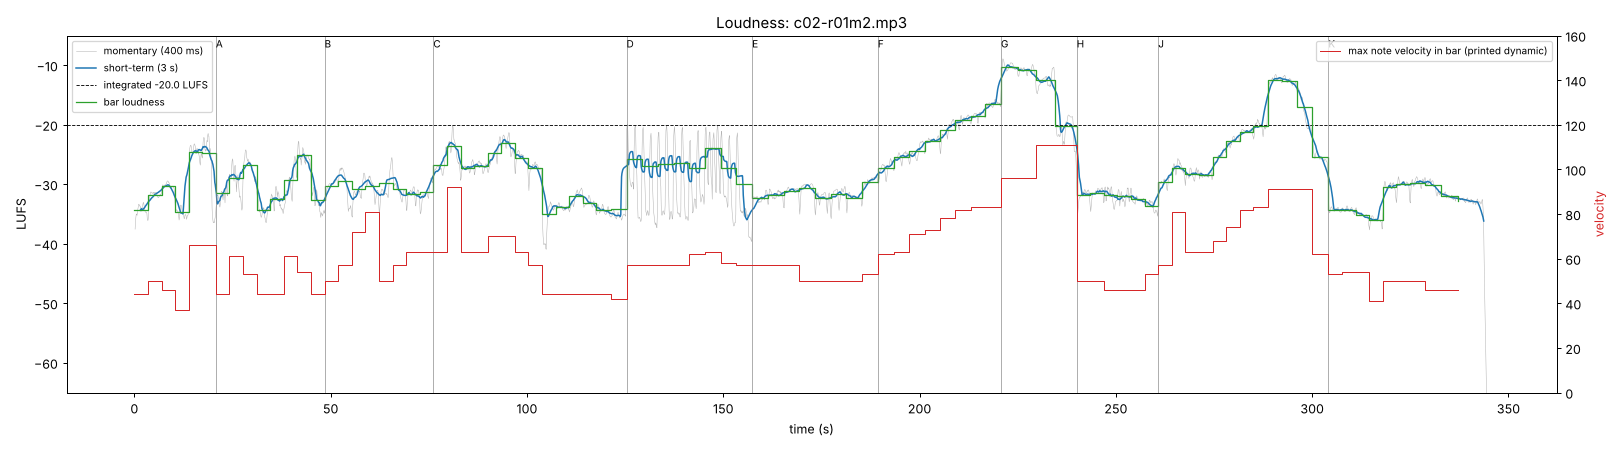 Loudness: c02-r01m2.mp3
A B C D E F G H J K
momentary (400 ms)
short-term (3 s)
integrated -20.0 LUFS
bar loudness
max note velocity in bar (printed dynamic)
−10
−20
−30
−40
−50
−60
LUFS
160
140
120
100
80
60
40
20
0
velocity
0 50 100 150 200 250 300 350
time (s)